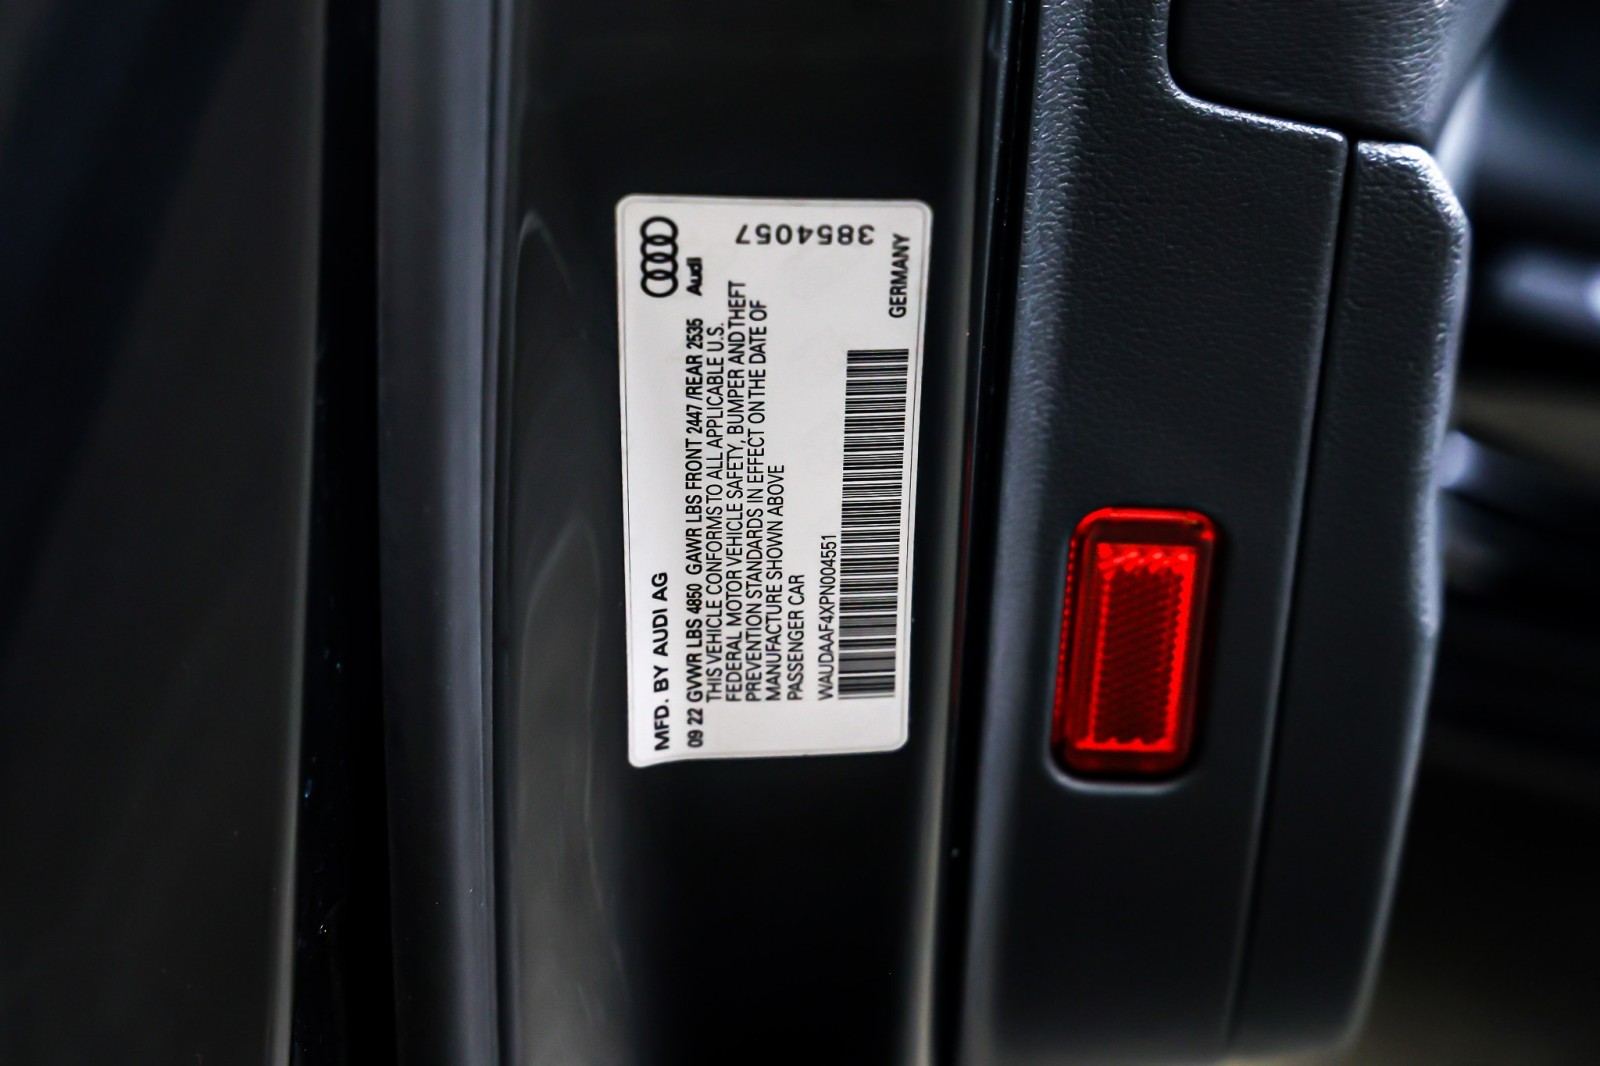 MFD. BY AUDI AG
Audi
09 22 GVWR LBS 4850 GAWR LBS FRONT 2447 /REAR 2535
THIS VEHICLE CONFORMS TO ALL APPLICABLE U.S.
FEDERAL MOTOR VEHICLE SAFETY, BUMPER AND THEFT
PREVENTION STANDARDS IN EFFECT ON THE DATE OF
MANUFACTURE SHOWN ABOVE
PASSENGER CAR
3854057
WAUDAAF4XPN004551
GERMANY